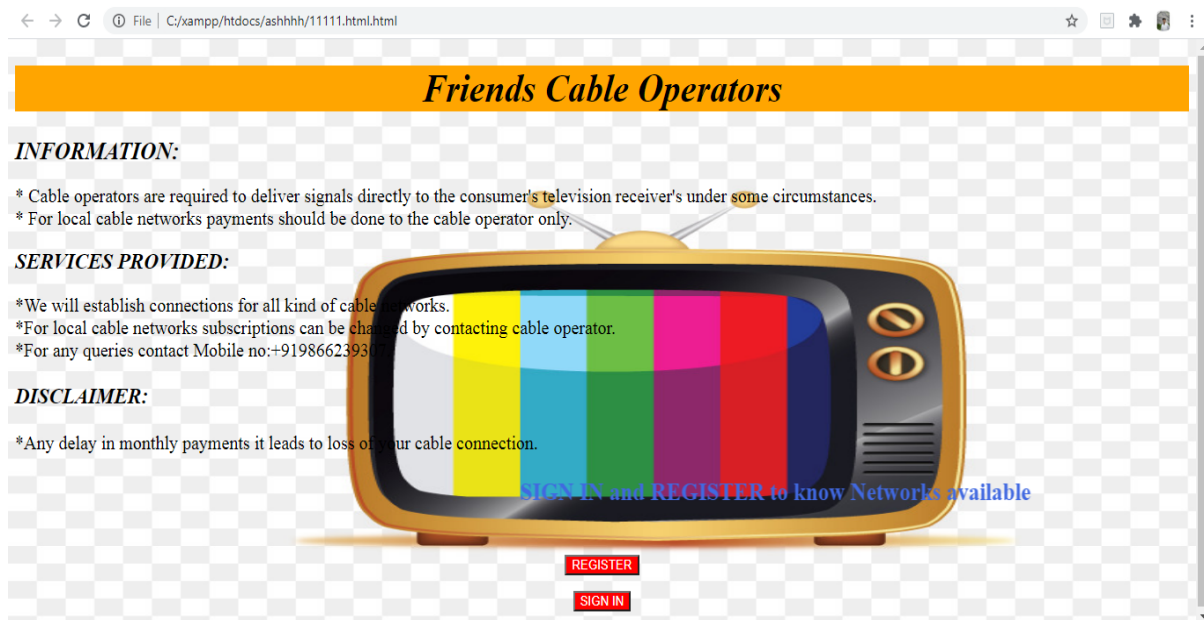 File | C:/xampp/htdocs/ashhhh/11111.html.html
Friends Cable Operators
INFORMATION:
* Cable operators are required to deliver signals directly to the consumer's television receiver's under some circumstances.
* For local cable networks payments should be done to the cable operator only.
SERVICES PROVIDED:
*We will establish connections for all kind of cable networks.
*For local cable networks subscriptions can be changed by contacting cable operator.
*For any queries contact Mobile
DISCLAIMER:
*Any delay in monthly payments it leads to loss of your cable connection.
SIGN IN and REGISTER to know Networks available
REGISTER
SIGN IN